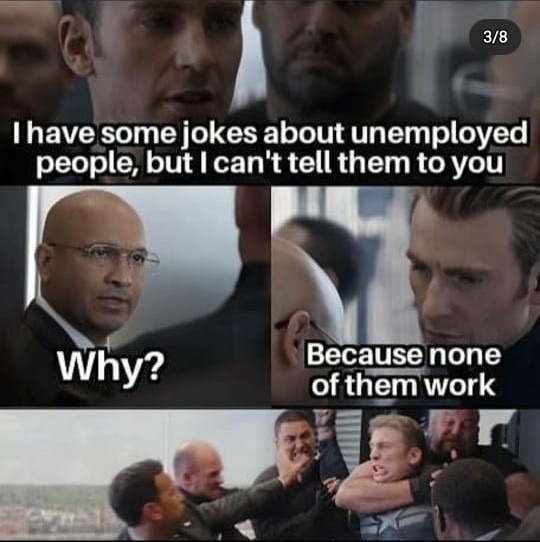 3/8
I have some jokes about unemployed
people, but I can't tell them to you
Why?
Because none
of them work